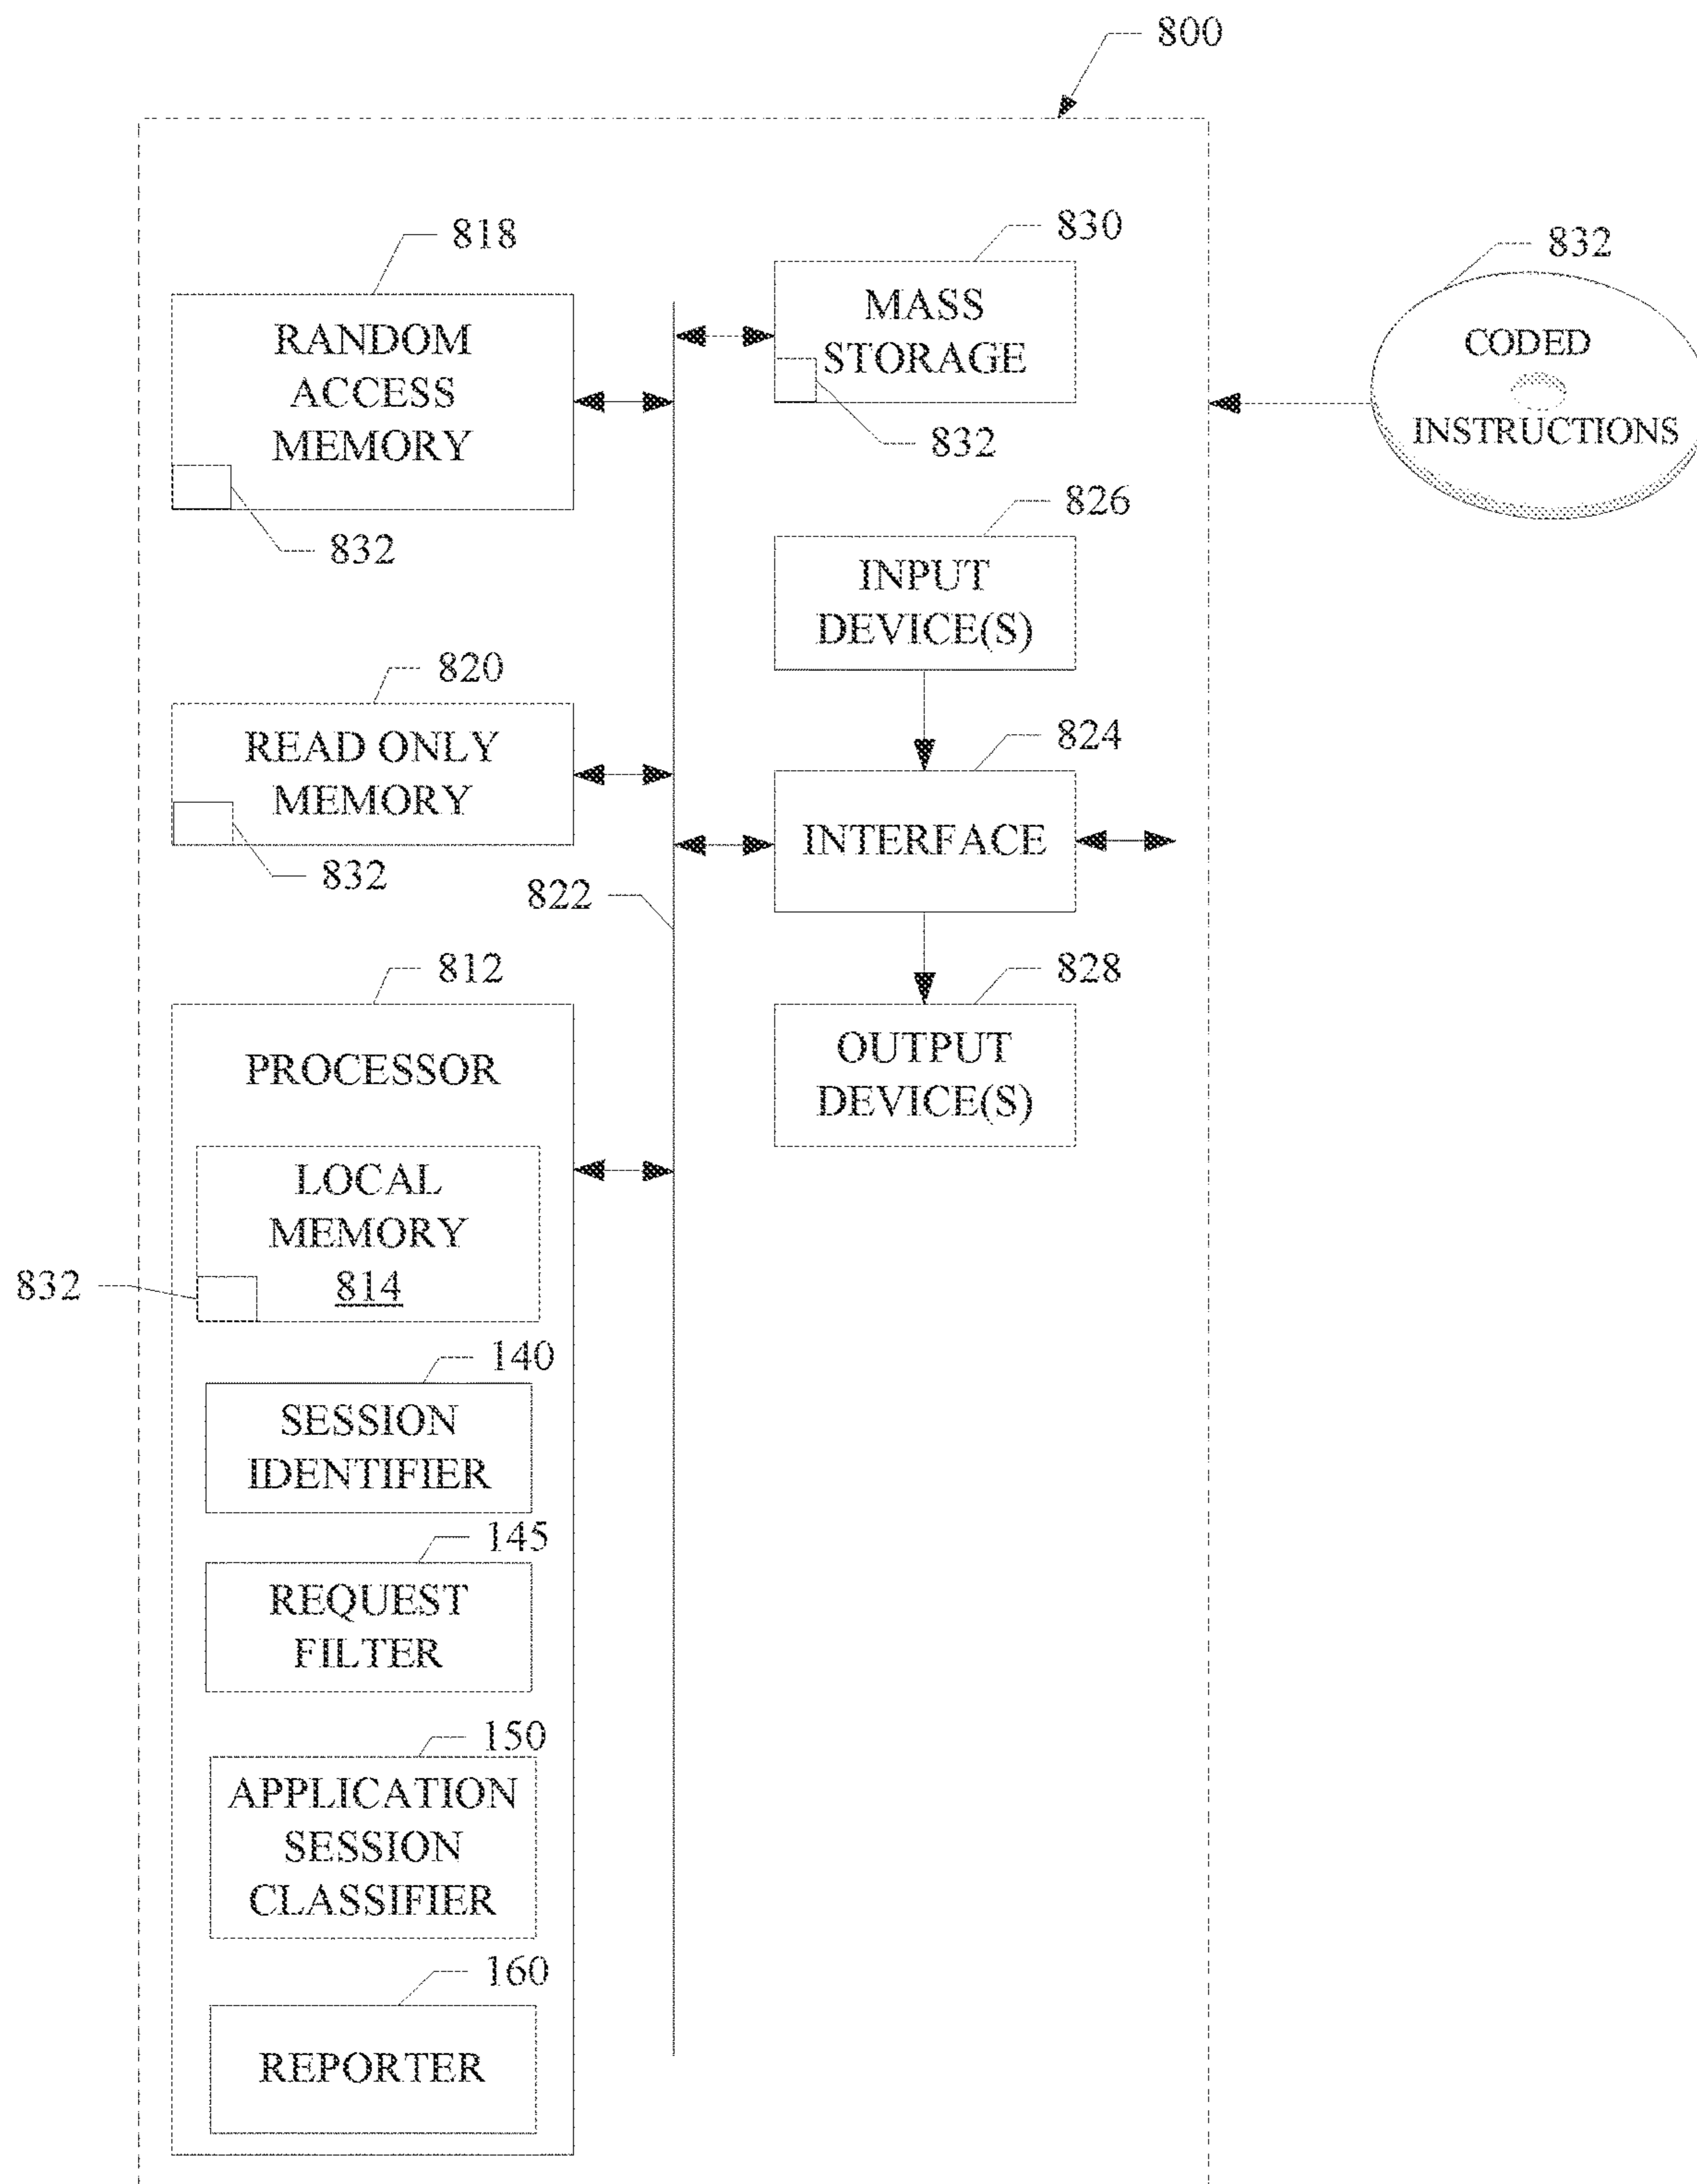 800
818
RANDOM
ACCESS
MEMORY
832
830
MASS
STORAGE
832
832
CODED
INSTRUCTIONS
826
INPUT
DEVICE(S)
820
READ ONLY
MEMORY
832
824
INTERFACE
822
828
OUTPUT
DEVICE(S)
812
PROCESSOR
LOCAL
MEMORY
814
832
140
SESSION
IDENTIFIER
145
REQUEST
FILTER
150
APPLICATION
SESSION
CLASSIFIER
160
REPORTER